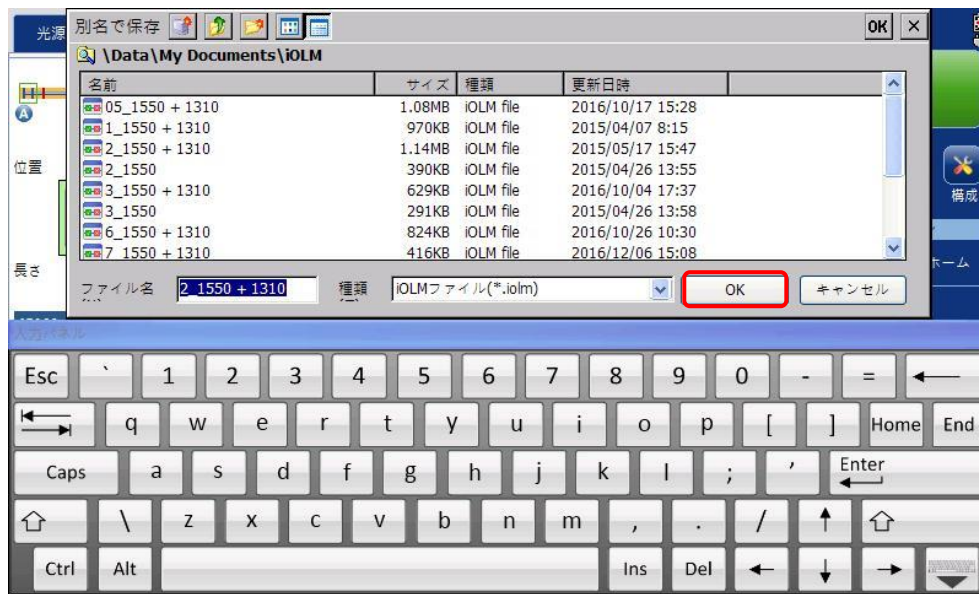 光源
別名で保存
OK ×
\Data\My Documents\iOLM
名前 サイズ 種類 更新日時
05_1550 + 1310 1.08MB iOLM file 2016/10/17 15:28
1_1550 + 1310 970KB iOLM file 2015/04/07 8:15
2_1550 + 1310 1.14MB iOLM file 2015/05/17 15:47
2_1550 390KB iOLM file 2015/04/26 13:55
3_1550 + 1310 629KB iOLM file 2016/10/04 17:37
3_1550 291KB iOLM file 2015/04/26 13:58
6_1550 + 1310 824KB iOLM file 2016/10/26 10:30
7_1550 + 1310 416KB iOLM file 2016/12/06 15:08
A
位置
長さ
構成
ホーム
ファイル名 2_1550 + 1310 種類 iOLMファイル(*.iolm) OK キャンセル
入力パネル
Esc ` 1 2 3 4 5 6 7 8 9 0 - =
q w e r t y u i o p [ ] Home End
Caps a s d f g h j k l ; ' Enter
\ z x c v b n m , . /
Ctrl Alt Ins Del